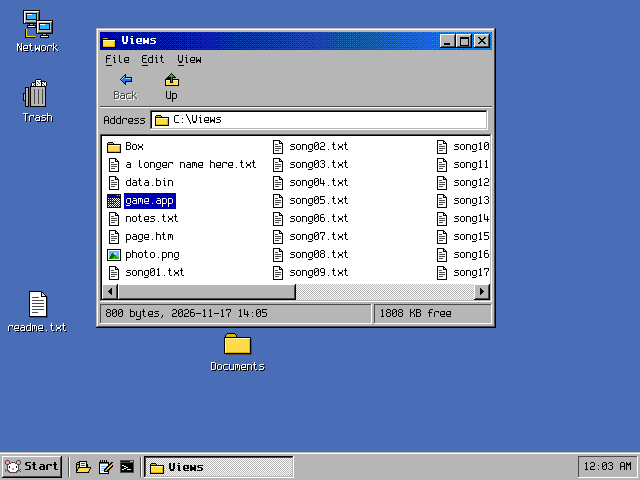 Network
Trash
readme.txt
Documents
Views
File Edit View
Back Up
Address C:\Views
Box
a longer name here.txt
data.bin
game.app
notes.txt
page.htm
photo.png
song01.txt
song02.txt
song03.txt
song04.txt
song05.txt
song06.txt
song07.txt
song08.txt
song09.txt
song10
song11
song12
song13
song14
song15
song16
song17
800 bytes, 2026-11-17 14:05
1808 KB free
Start
Views
12:03 AM